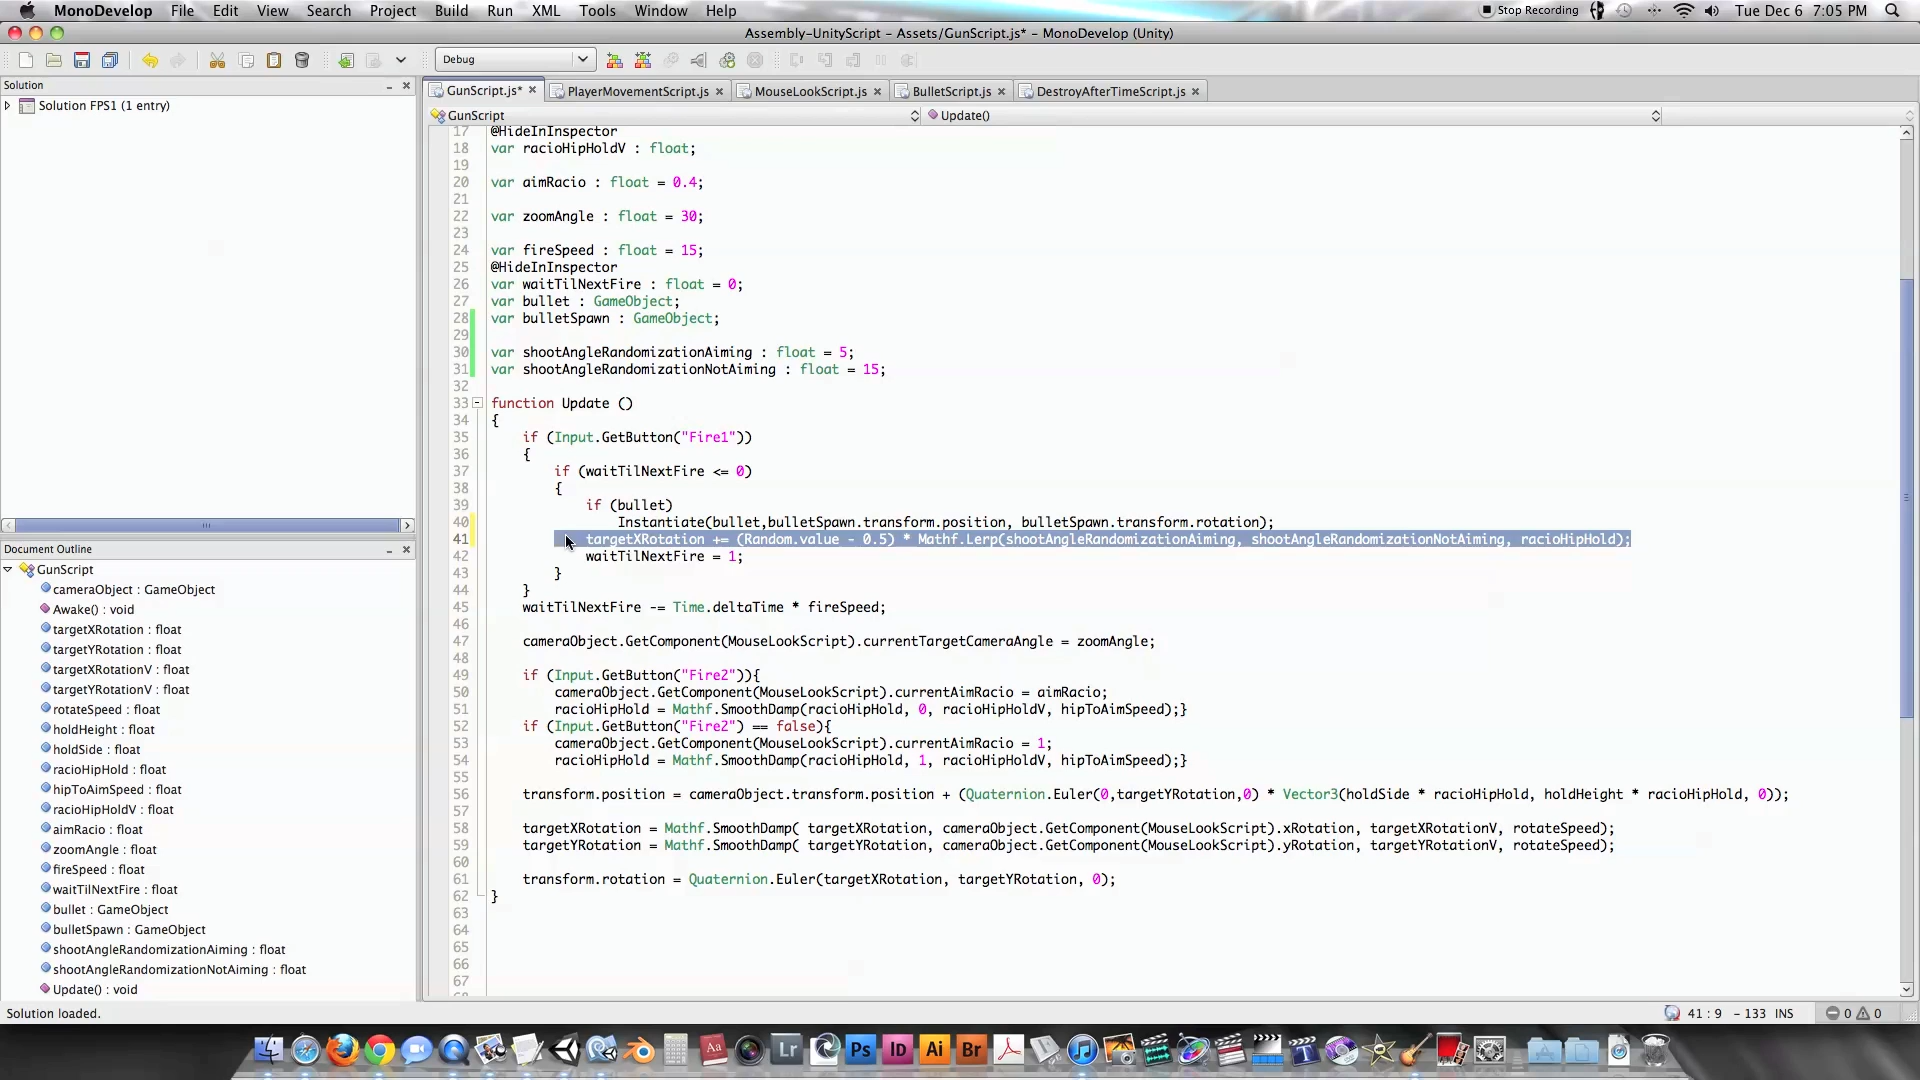 MonoDevelop File Edit View Search Project Build Run XML Tools Window Help Stop Recording Tue Dec 6 7:05 PM
Assembly-UnityScript – Assets/GunScript.js* – MonoDevelop (Unity)
Debug
Solution
Solution FPS1 (1 entry)
GunScript.js* PlayerMovementScript.js MouseLookScript.js BulletScript.js DestroyAfterTimeScript.js
GunScript Update()
17 @HideInInspector
18 var racioHipHoldV : float;
19
20 var aimRacio : float = 0.4;
21
22 var zoomAngle : float = 30;
23
24 var fireSpeed : float = 15;
25 @HideInInspector
26 var waitTilNextFire : float = 0;
27 var bullet : GameObject;
28 var bulletSpawn : GameObject;
29
30 var shootAngleRandomizationAiming : float = 5;
31 var shootAngleRandomizationNotAiming : float = 15;
32
33 function Update ()
34 {
35 if (Input.GetButton("Fire1"))
36 {
37 if (waitTilNextFire <= 0)
38 {
39 if (bullet)
40 Instantiate(bullet,bulletSpawn.transform.position, bulletSpawn.transform.rotation);
41 targetXRotation += (Random.value - 0.5) * Mathf.Lerp(shootAngleRandomizationAiming, shootAngleRandomizationNotAiming, racioHipHold);
42 waitTilNextFire = 1;
43 }
44 }
45 waitTilNextFire -= Time.deltaTime * fireSpeed;
46
47 cameraObject.GetComponent(MouseLookScript).currentTargetCameraAngle = zoomAngle;
48
49 if (Input.GetButton("Fire2")){
50 cameraObject.GetComponent(MouseLookScript).currentAimRacio = aimRacio;
51 racioHipHold = Mathf.SmoothDamp(racioHipHold, 0, racioHipHoldV, hipToAimSpeed);}
52 if (Input.GetButton("Fire2") == false){
53 cameraObject.GetComponent(MouseLookScript).currentAimRacio = 1;
54 racioHipHold = Mathf.SmoothDamp(racioHipHold, 1, racioHipHoldV, hipToAimSpeed);}
55
56 transform.position = cameraObject.transform.position + (Quaternion.Euler(0,targetYRotation,0) * Vector3(holdSide * racioHipHold, holdHeight * racioHipHold, 0));
57
58 targetXRotation = Mathf.SmoothDamp( targetXRotation, cameraObject.GetComponent(MouseLookScript).xRotation, targetXRotationV, rotateSpeed);
59 targetYRotation = Mathf.SmoothDamp( targetYRotation, cameraObject.GetComponent(MouseLookScript).yRotation, targetYRotationV, rotateSpeed);
60
61 transform.rotation = Quaternion.Euler(targetXRotation, targetYRotation, 0);
62 }
63
64
65
66
67
Document Outline
GunScript
cameraObject : GameObject
Awake() : void
targetXRotation : float
targetYRotation : float
targetXRotationV : float
targetYRotationV : float
rotateSpeed : float
holdHeight : float
holdSide : float
racioHipHold : float
hipToAimSpeed : float
racioHipHoldV : float
aimRacio : float
zoomAngle : float
fireSpeed : float
waitTilNextFire : float
bullet : GameObject
bulletSpawn : GameObject
shootAngleRandomizationAiming : float
shootAngleRandomizationNotAiming : float
Update() : void
Solution loaded. 41 : 9 - 133 INS 0 0
Aa Lr Ps ID Ai Br T